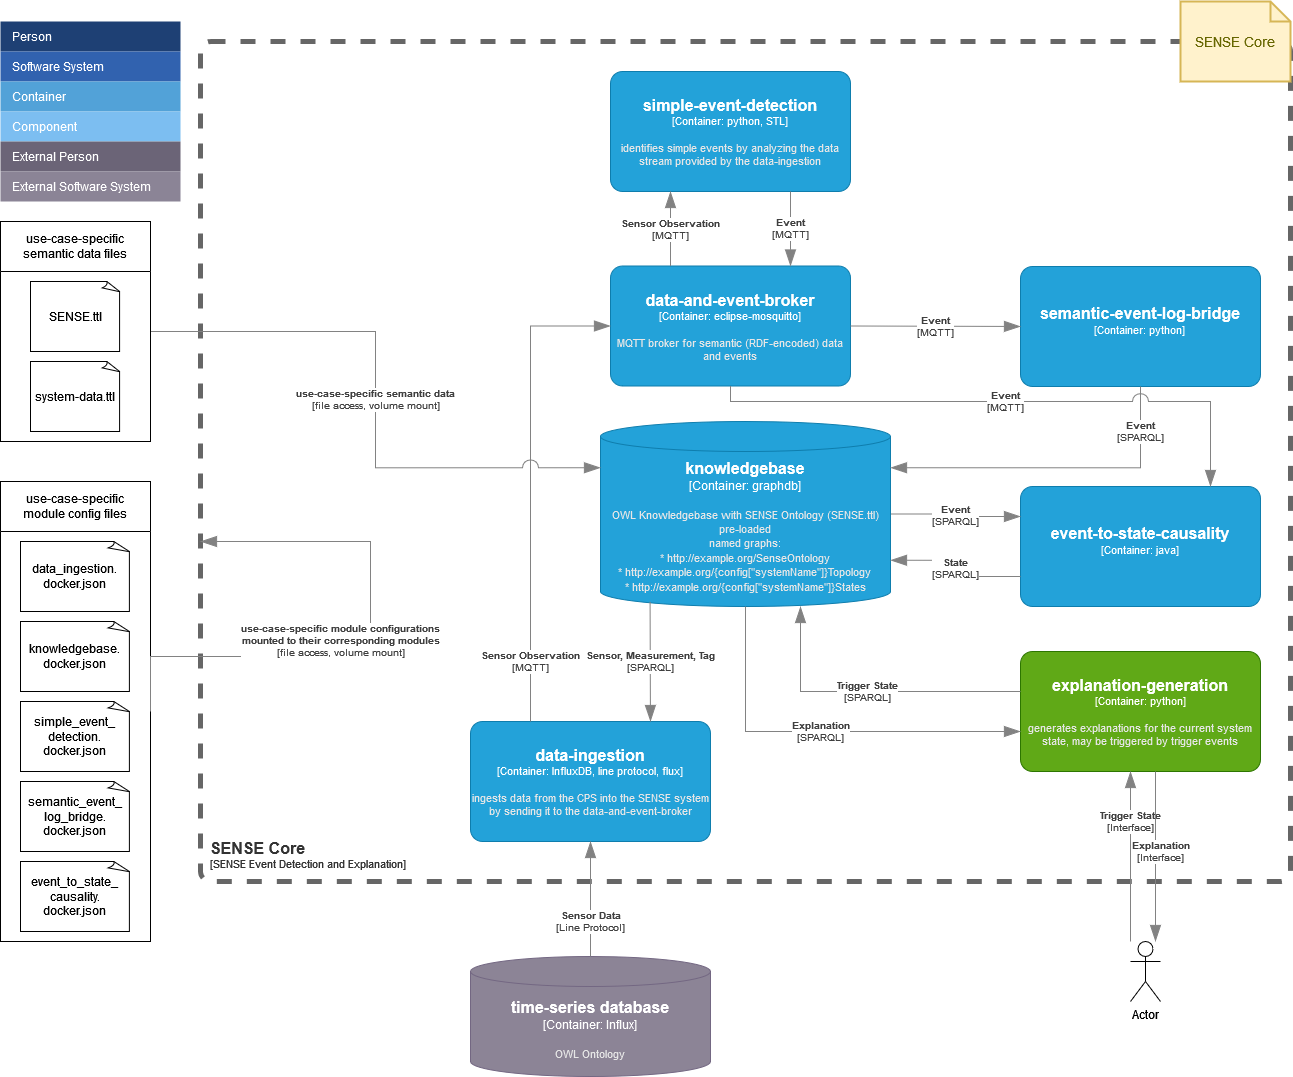 Person
Software System
Container
Component
External Person
External Software System
use-case-specific
semantic data files
SENSE.ttl
system-data.ttl
use-case-specific
module config files
data_ingestion.
docker.json
knowledgebase.
docker.json
simple_event_
detection.
docker.json
semantic_event_
log_bridge.
docker.json
event_to_state_
causality.
docker.json
SENSE Core
simple-event-detection
[Container: python, STL]
identifies simple events by analyzing the data
stream provided by the data-ingestion
Sensor Observation
[MQTT]
Event
[MQTT]
data-and-event-broker
[Container: eclipse-mosquitto]
MQTT broker for semantic (RDF-encoded) data
and events
Event
[MQTT]
semantic-event-log-bridge
[Container: python]
use-case-specific semantic data
[file access, volume mount]
Event
[MQTT]
Event
[SPARQL]
knowledgebase
[Container: graphdb]
OWL Knowledgebase with SENSE Ontology (SENSE.ttl)
pre-loaded
named graphs:
* http://example.org/SenseOntology
* http://example.org/{config["systemName"]}Topology
* http://example.org/{config["systemName"]}States
Event
[SPARQL]
State
[SPARQL]
event-to-state-causality
[Container: java]
use-case-specific module configurations
mounted to their corresponding modules
[file access, volume mount]
Sensor Observation
[MQTT]
Sensor, Measurement, Tag
[SPARQL]
Trigger State
[SPARQL]
Explanation
[SPARQL]
explanation-generation
[Container: python]
generates explanations for the current system
state, may be triggered by trigger events
data-ingestion
[Container: InfluxDB, line protocol, flux]
ingests data from the CPS into the SENSE system
by sending it to the data-and-event-broker
Trigger State
[Interface]
Explanation
[Interface]
SENSE Core
[SENSE Event Detection and Explanation]
Sensor Data
[Line Protocol]
time-series database
[Container: Influx]
OWL Ontology
Actor